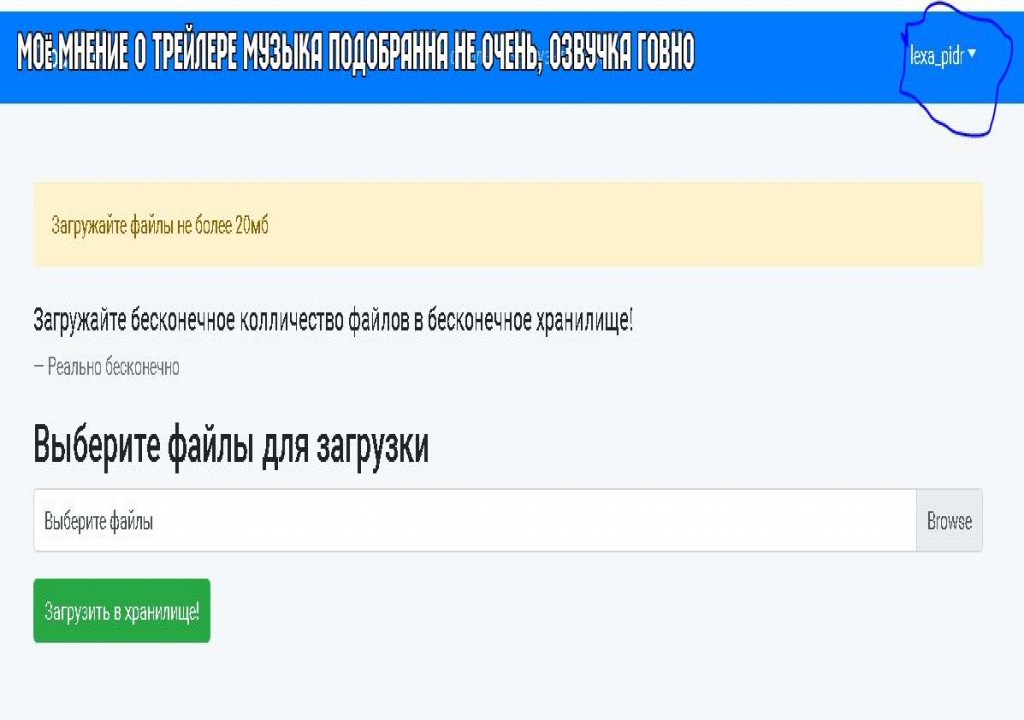 МОЁ МНЕНИЕ О ТРЕЙЛЕРЕ МУЗЫКА ПОДОБРАННА НЕ ОЧЕНЬ, ОЗВУЧКА ГОВНО
lexa_pidr
Загружайте файлы не более 20мб
Загружайте бесконечное колличество файлов в бесконечное хранилище!
— Реально бесконечно
Выберите файлы для загрузки
Выберите файлы
Browse
Загрузить в хранилище!